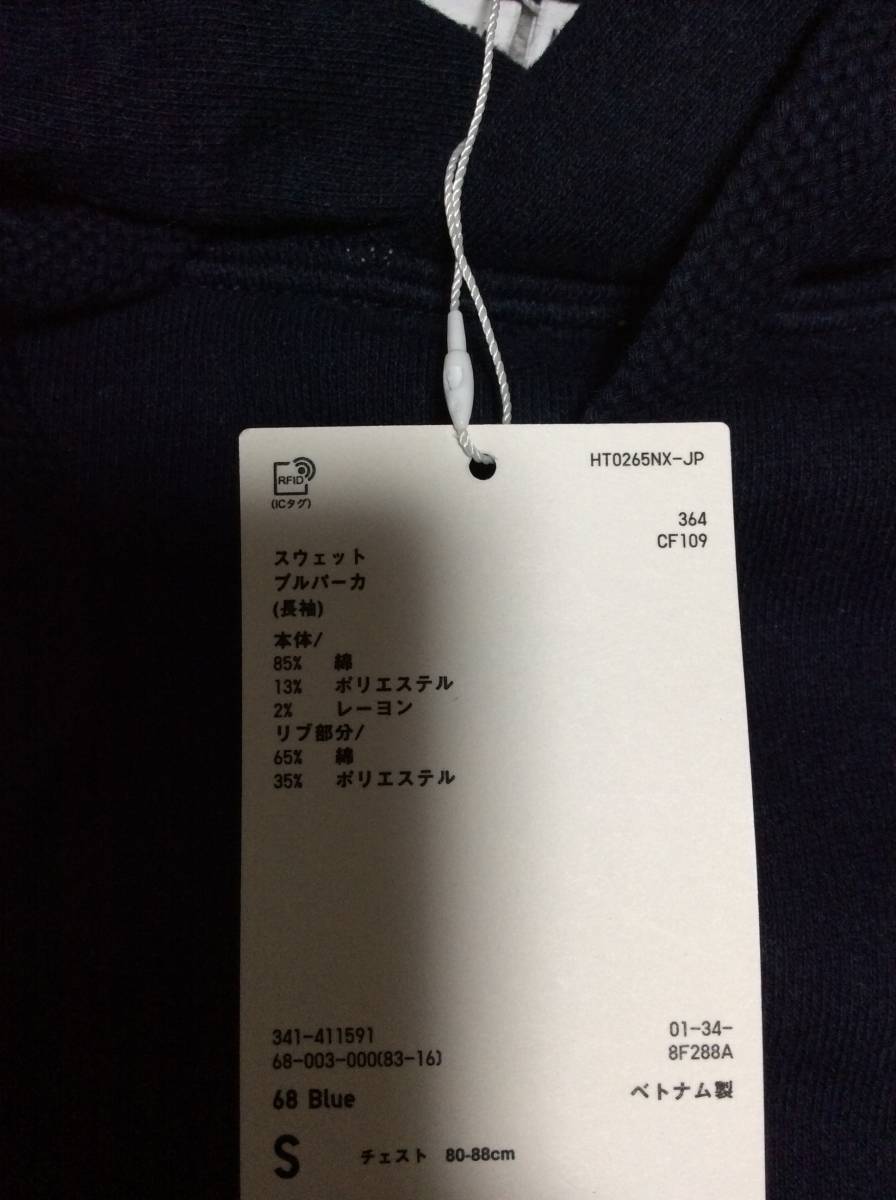 RFID
(ICタグ)
HT0265NX-JP
364
CF109
スウェット
プルパーカ
(長袖)
本体/
85% 綿
13% ポリエステル
2% レーヨン
リブ部分/
65% 綿
35% ポリエステル
341-411591
68-003-000(83-16)
01-34-
8F288A
68 Blue
ベトナム製
S チェスト 80-88cm